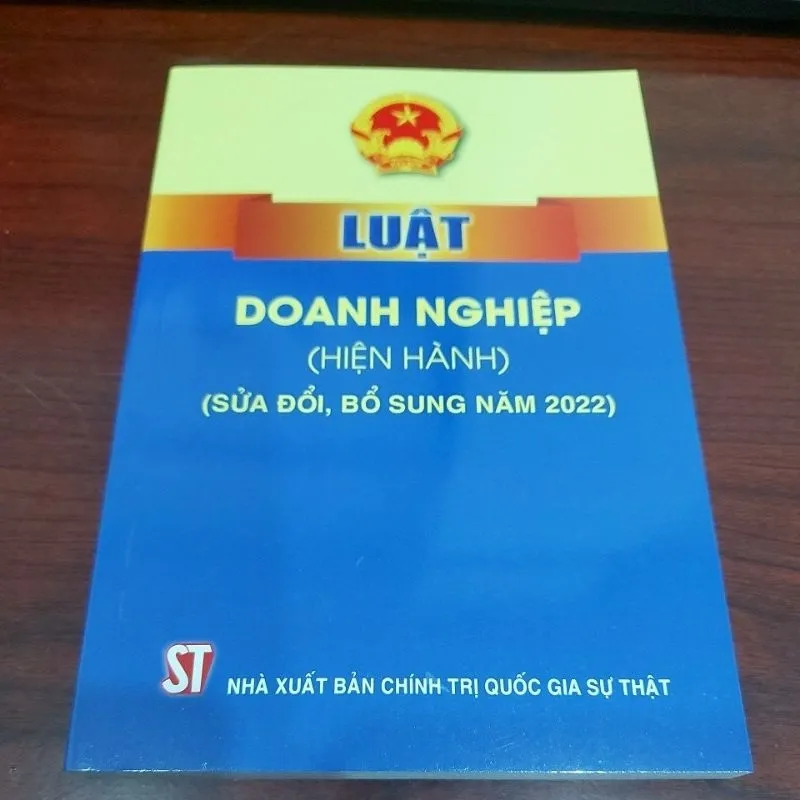 LUẬT
DOANH NGHIỆP
(HIỆN HÀNH)
(SỬA ĐỔI, BỔ SUNG NĂM 2022)
ST NHÀ XUẤT BẢN CHÍNH TRỊ QUỐC GIA SỰ THẬT